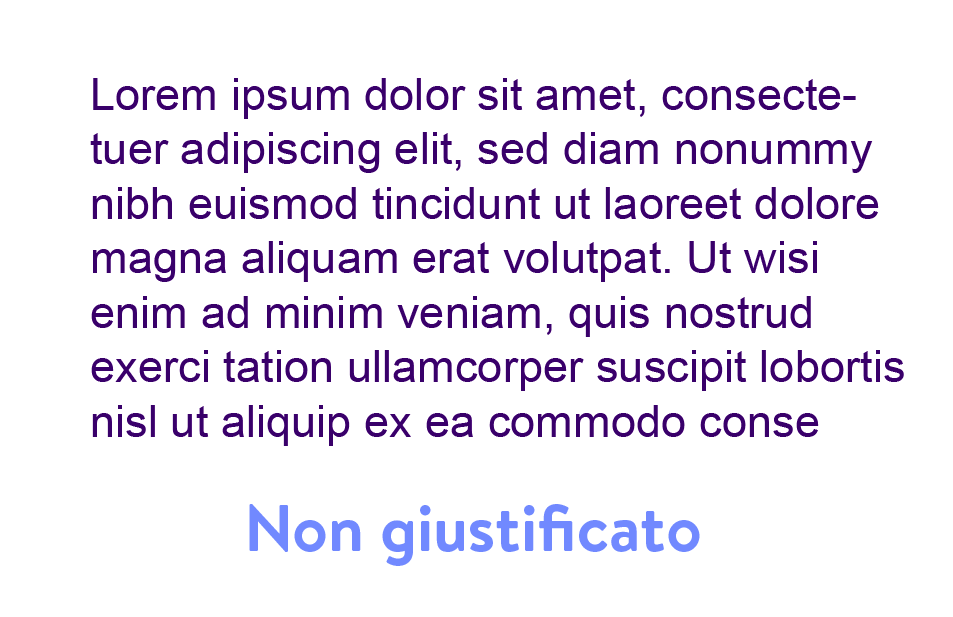 Lorem ipsum dolor sit amet, consecte-
tuer adipiscing elit, sed diam nonummy
nibh euismod tincidunt ut laoreet dolore
magna aliquam erat volutpat. Ut wisi
enim ad minim veniam, quis nostrud
exerci tation ullamcorper suscipit lobortis
nisl ut aliquip ex ea commodo conse
Non giustificato